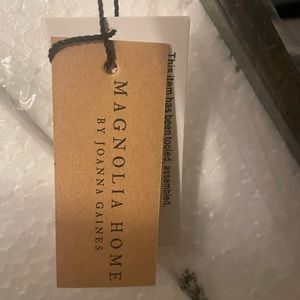 MAGNOLIA HOME
BY JOANNA GAINES
This item has been tooled, assembled,